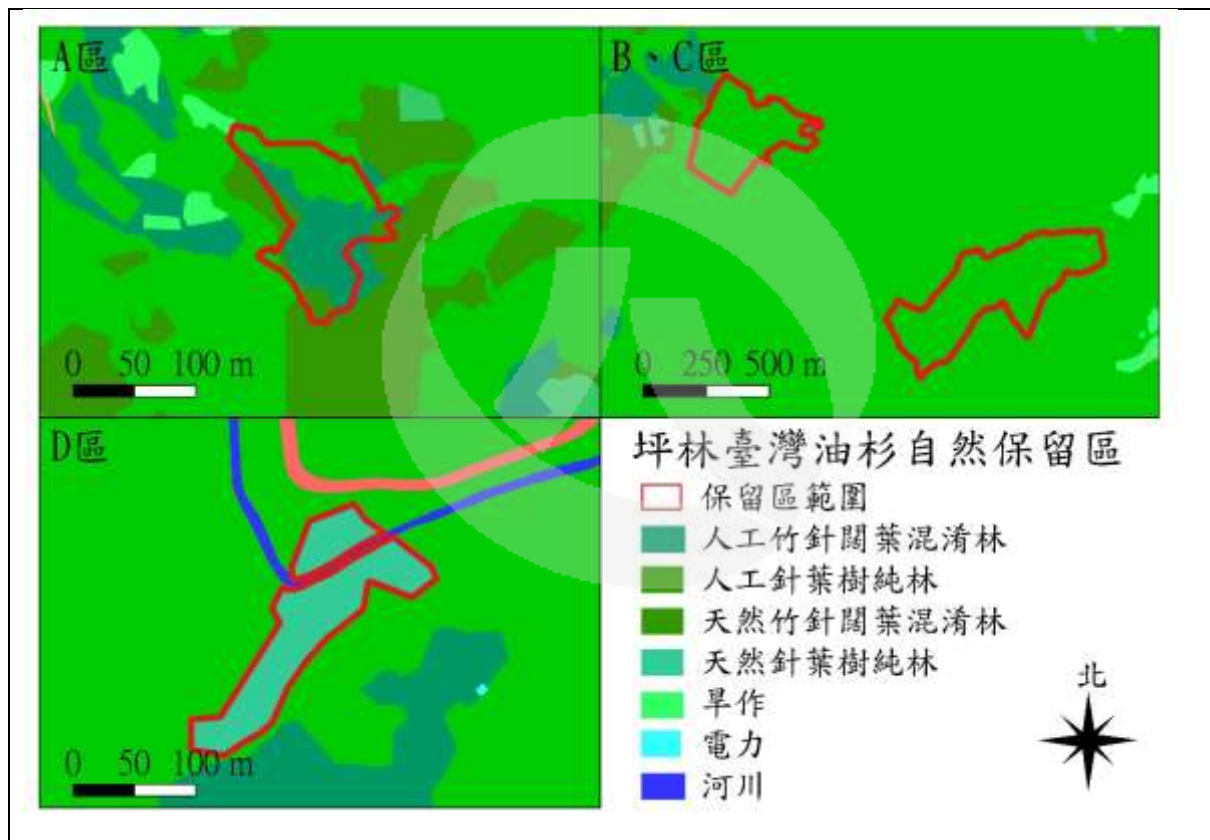 A區
0 50 100 m
B、C區
0 250 500 m
D區
0 50 100 m
坪林臺灣油杉自然保留區
保留區範圍
人工竹針闊葉混淆林
人工針葉樹純林
天然竹針闊葉混淆林
天然針葉樹純林
旱作
電力
河川
北